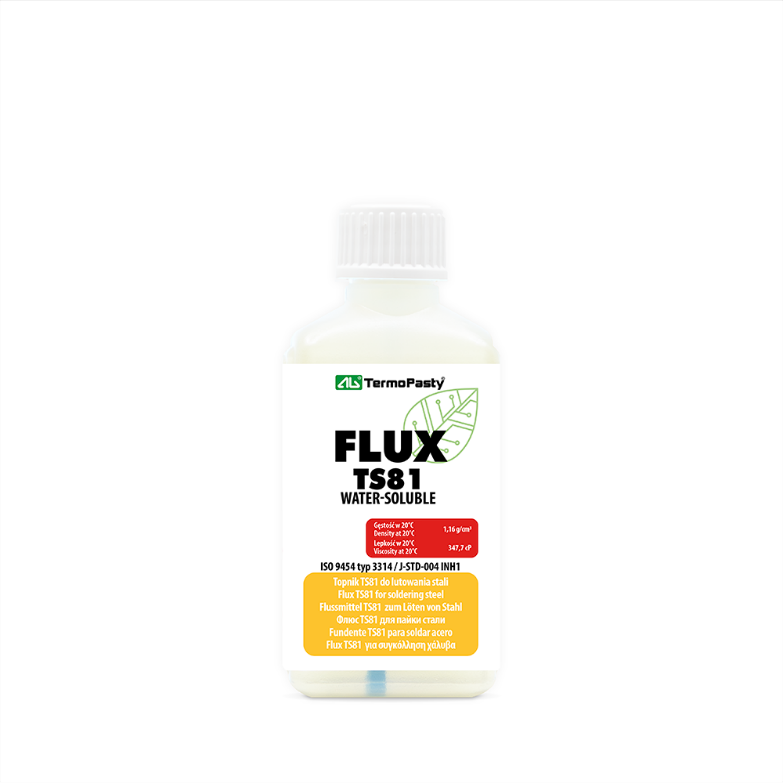 AG TermoPasty®
FLUX
TS81
WATER-SOLUBLE
Gęstość w 20°C
Density at 20°C
1,16 g/cm³
Lepkość w 20°C
Viscosity at 20°C
347,7 cP
ISO 9454 typ 3314 / J-STD-004 INH1
Topnik TS81 do lutowania stali
Flux TS81 for soldering steel
Flussmittel TS81 zum Löten von Stahl
Флюс TS81 для пайки стали
Fundente TS81 para soldar acero
Flux TS81 για συγκόλληση χάλυβα